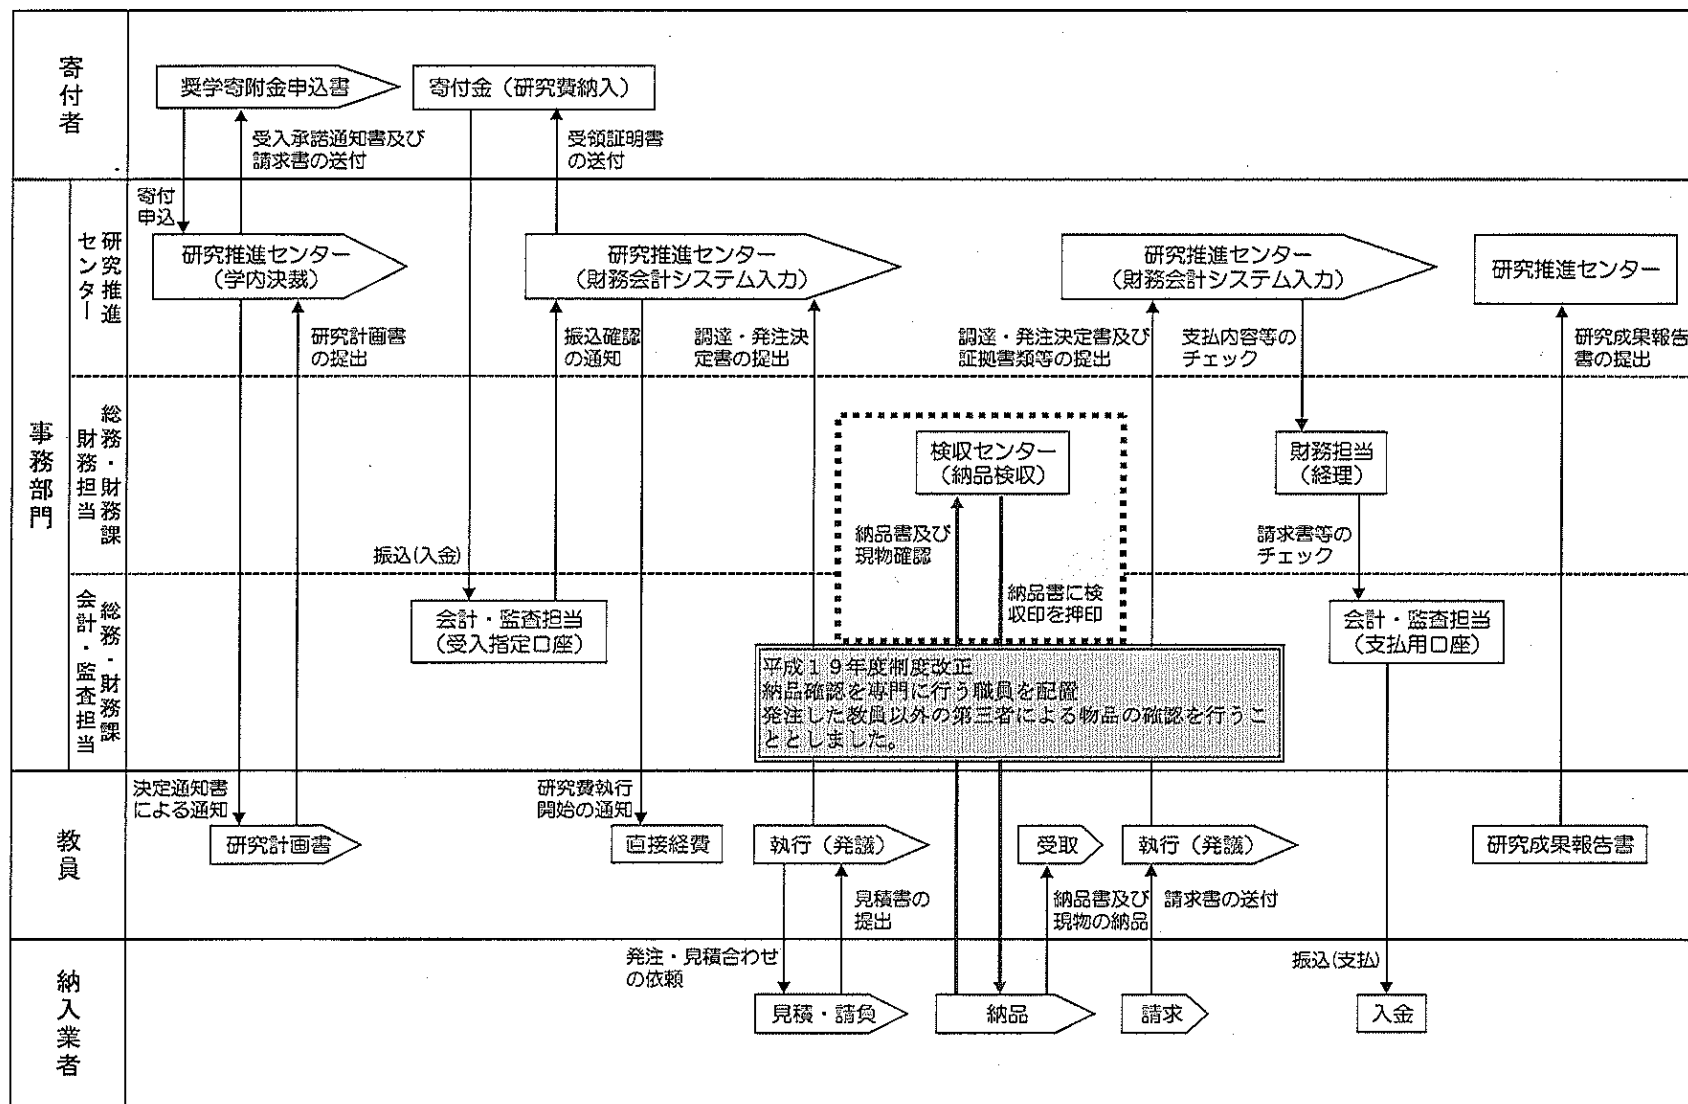 寄付者
奨学寄附金申込書
寄付金（研究費納入）
受入承諾通知書及び
請求書の送付
受領証明書
の送付
事務部門
研究推進
センター
寄付
申込
研究推進センター
（学内決裁）
研究推進センター
（財務会計システム入力）
研究推進センター
（財務会計システム入力）
研究推進センター
研究計画書
の提出
振込確認
の通知
調達・発注決
定書の提出
調達・発注決定書及び
証拠書類等の提出
支払内容等の
チェック
研究成果報告
書の提出
総務・財務課
財務担当
検収センター
（納品検収）
財務担当
（経理）
振込(入金)
納品書及び
現物確認
請求書等の
チェック
総務・財務課
会計・監査担当
会計・監査担当
（受入指定口座）
納品書に検
収印を押印
会計・監査担当
（支払用口座）
平成１９年度制度改正
納品確認を専門に行う職員を配置
発注した教員以外の第三者による物品の確認を行うこ
ととしました。
教員
決定通知書
による通知
研究費執行
開始の通知
研究計画書
直接経費
執行（発議）
受取
執行（発議）
研究成果報告書
見積書の
提出
納品書及び
現物の納品
請求書の送付
納入業者
発注・見積合わせ
の依頼
振込(支払)
見積・請負
納品
請求
入金